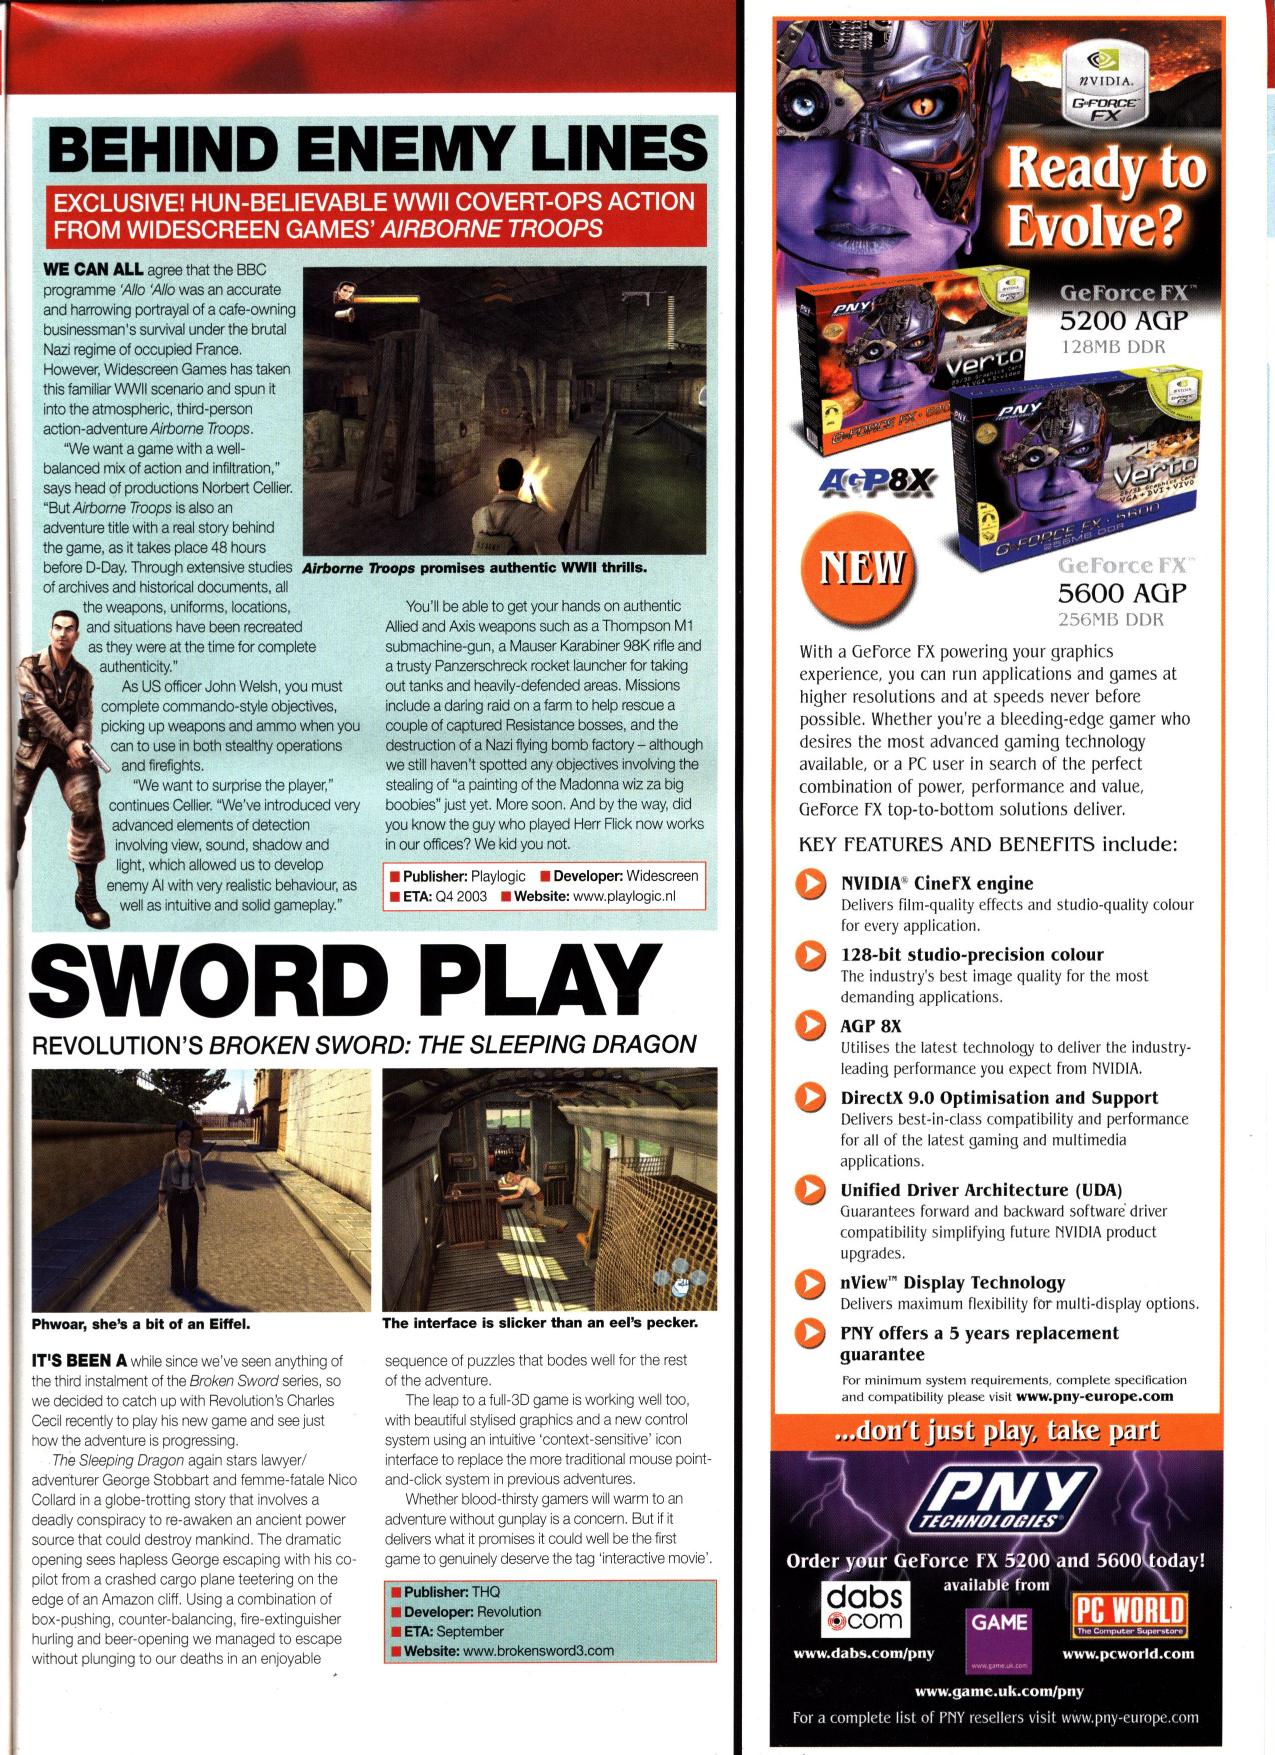 BEHIND ENEMY LINES
EXCLUSIVE! HUN-BELIEVABLE WWII COVERT-OPS ACTION
FROM WIDESCREEN GAMES' AIRBORNE TROOPS
WE CAN ALL agree that the BBC
programme 'Allo 'Allo was an accurate
and harrowing portrayal of a cafe-owning
businessman's survival under the brutal
Nazi regime of occupied France.
However, Widescreen Games has taken
this familiar WWII scenario and spun it
into the atmospheric, third-person
action-adventure Airborne Troops.
"We want a game with a well-
balanced mix of action and infiltration,"
says head of productions Norbert Cellier.
"But Airborne Troops is also an
adventure title with a real story behind
the game, as it takes place 48 hours
before D-Day. Through extensive studies
of archives and historical documents, all
the weapons, uniforms, locations,
and situations have been recreated
as they were at the time for complete
authenticity."
As US officer John Welsh, you must
complete commando-style objectives,
picking up weapons and ammo when you
can to use in both stealthy operations
and firefights.
"We want to surprise the player,"
continues Cellier. "We've introduced very
advanced elements of detection
involving view, sound, shadow and
light, which allowed us to develop
enemy AI with very realistic behaviour, as
well as intuitive and solid gameplay."
Airborne Troops promises authentic WWII thrills.
You'll be able to get your hands on authentic
Allied and Axis weapons such as a Thompson M1
submachine-gun, a Mauser Karabiner 98K rifle and
a trusty Panzerschreck rocket launcher for taking
out tanks and heavily-defended areas. Missions
include a daring raid on a farm to help rescue a
couple of captured Resistance bosses, and the
destruction of a Nazi flying bomb factory – although
we still haven't spotted any objectives involving the
stealing of "a painting of the Madonna wiz za big
boobies" just yet. More soon. And by the way, did
you know the guy who played Herr Flick now works
in our offices? We kid you not.
Publisher: Playlogic Developer: Widescreen
ETA: Q4 2003 Website: www.playlogic.nl
SWORD PLAY
REVOLUTION'S BROKEN SWORD: THE SLEEPING DRAGON
Phwoar, she's a bit of an Eiffel.
The interface is slicker than an eel's pecker.
IT'S BEEN A while since we've seen anything of
the third instalment of the Broken Sword series, so
we decided to catch up with Revolution's Charles
Cecil recently to play his new game and see just
how the adventure is progressing.
The Sleeping Dragon again stars lawyer/
adventurer George Stobbart and femme-fatale Nico
Collard in a globe-trotting story that involves a
deadly conspiracy to re-awaken an ancient power
source that could destroy mankind. The dramatic
opening sees hapless George escaping with his co-
pilot from a crashed cargo plane teetering on the
edge of an Amazon cliff. Using a combination of
box-pushing, counter-balancing, fire-extinguisher
hurling and beer-opening we managed to escape
without plunging to our deaths in an enjoyable
sequence of puzzles that bodes well for the rest
of the adventure.
The leap to a full-3D game is working well too,
with beautiful stylised graphics and a new control
system using an intuitive 'context-sensitive' icon
interface to replace the more traditional mouse point-
and-click system in previous adventures.
Whether blood-thirsty gamers will warm to an
adventure without gunplay is a concern. But if it
delivers what it promises it could well be the first
game to genuinely deserve the tag 'interactive movie'.
Publisher: THQ
Developer: Revolution
ETA: September
Website: www.brokensword3.com
NVIDIA.
GEFORCE
FX
Ready to
Evolve?
GeForce FX™
5200 AGP
128MB DDR
PNY
Verto
PNY
Verto
VGA + DVI + VIVO
GEFORCE FX 5600
256MB DDR
AGP8X
NEW
GeForce FX™
5600 AGP
256MB DDR
With a GeForce FX powering your graphics
experience, you can run applications and games at
higher resolutions and at speeds never before
possible. Whether you're a bleeding-edge gamer who
desires the most advanced gaming technology
available, or a PC user in search of the perfect
combination of power, performance and value,
GeForce FX top-to-bottom solutions deliver.
KEY FEATURES AND BENEFITS include:
NVIDIA® CineFX engine
Delivers film-quality effects and studio-quality colour
for every application.
128-bit studio-precision colour
The industry's best image quality for the most
demanding applications.
AGP 8X
Utilises the latest technology to deliver the industry-
leading performance you expect from NVIDIA.
DirectX 9.0 Optimisation and Support
Delivers best-in-class compatibility and performance
for all of the latest gaming and multimedia
applications.
Unified Driver Architecture (UDA)
Guarantees forward and backward software driver
compatibility simplifying future NVIDIA product
upgrades.
nView™ Display Technology
Delivers maximum flexibility for multi-display options.
PNY offers a 5 years replacement
guarantee
For minimum system requirements, complete specification
and compatibility please visit www.pny-europe.com
...don't just play, take part
PNY
TECHNOLOGIES®
Order your GeForce FX 5200 and 5600 today!
available from
dabs
.com
GAME
www.game.uk.com
PC WORLD
The Computer Superstore
www.dabs.com/pny
www.pcworld.com
www.game.uk.com/pny
For a complete list of PNY resellers visit www.pny-europe.com